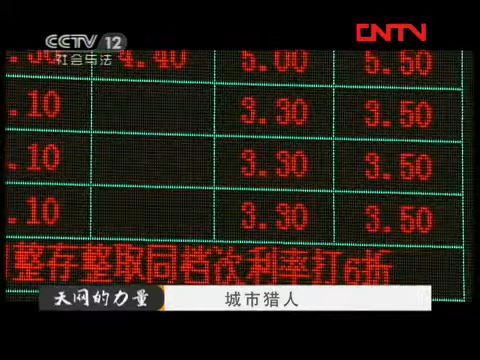 CCTV 12
社会与法
CNTV
4.40 5.00 5.50
.10 3.30 3.50
.10 3.30 3.50
.10 3.30 3.50
整存整取同档次利率打6折
天网的力量
城市猎人